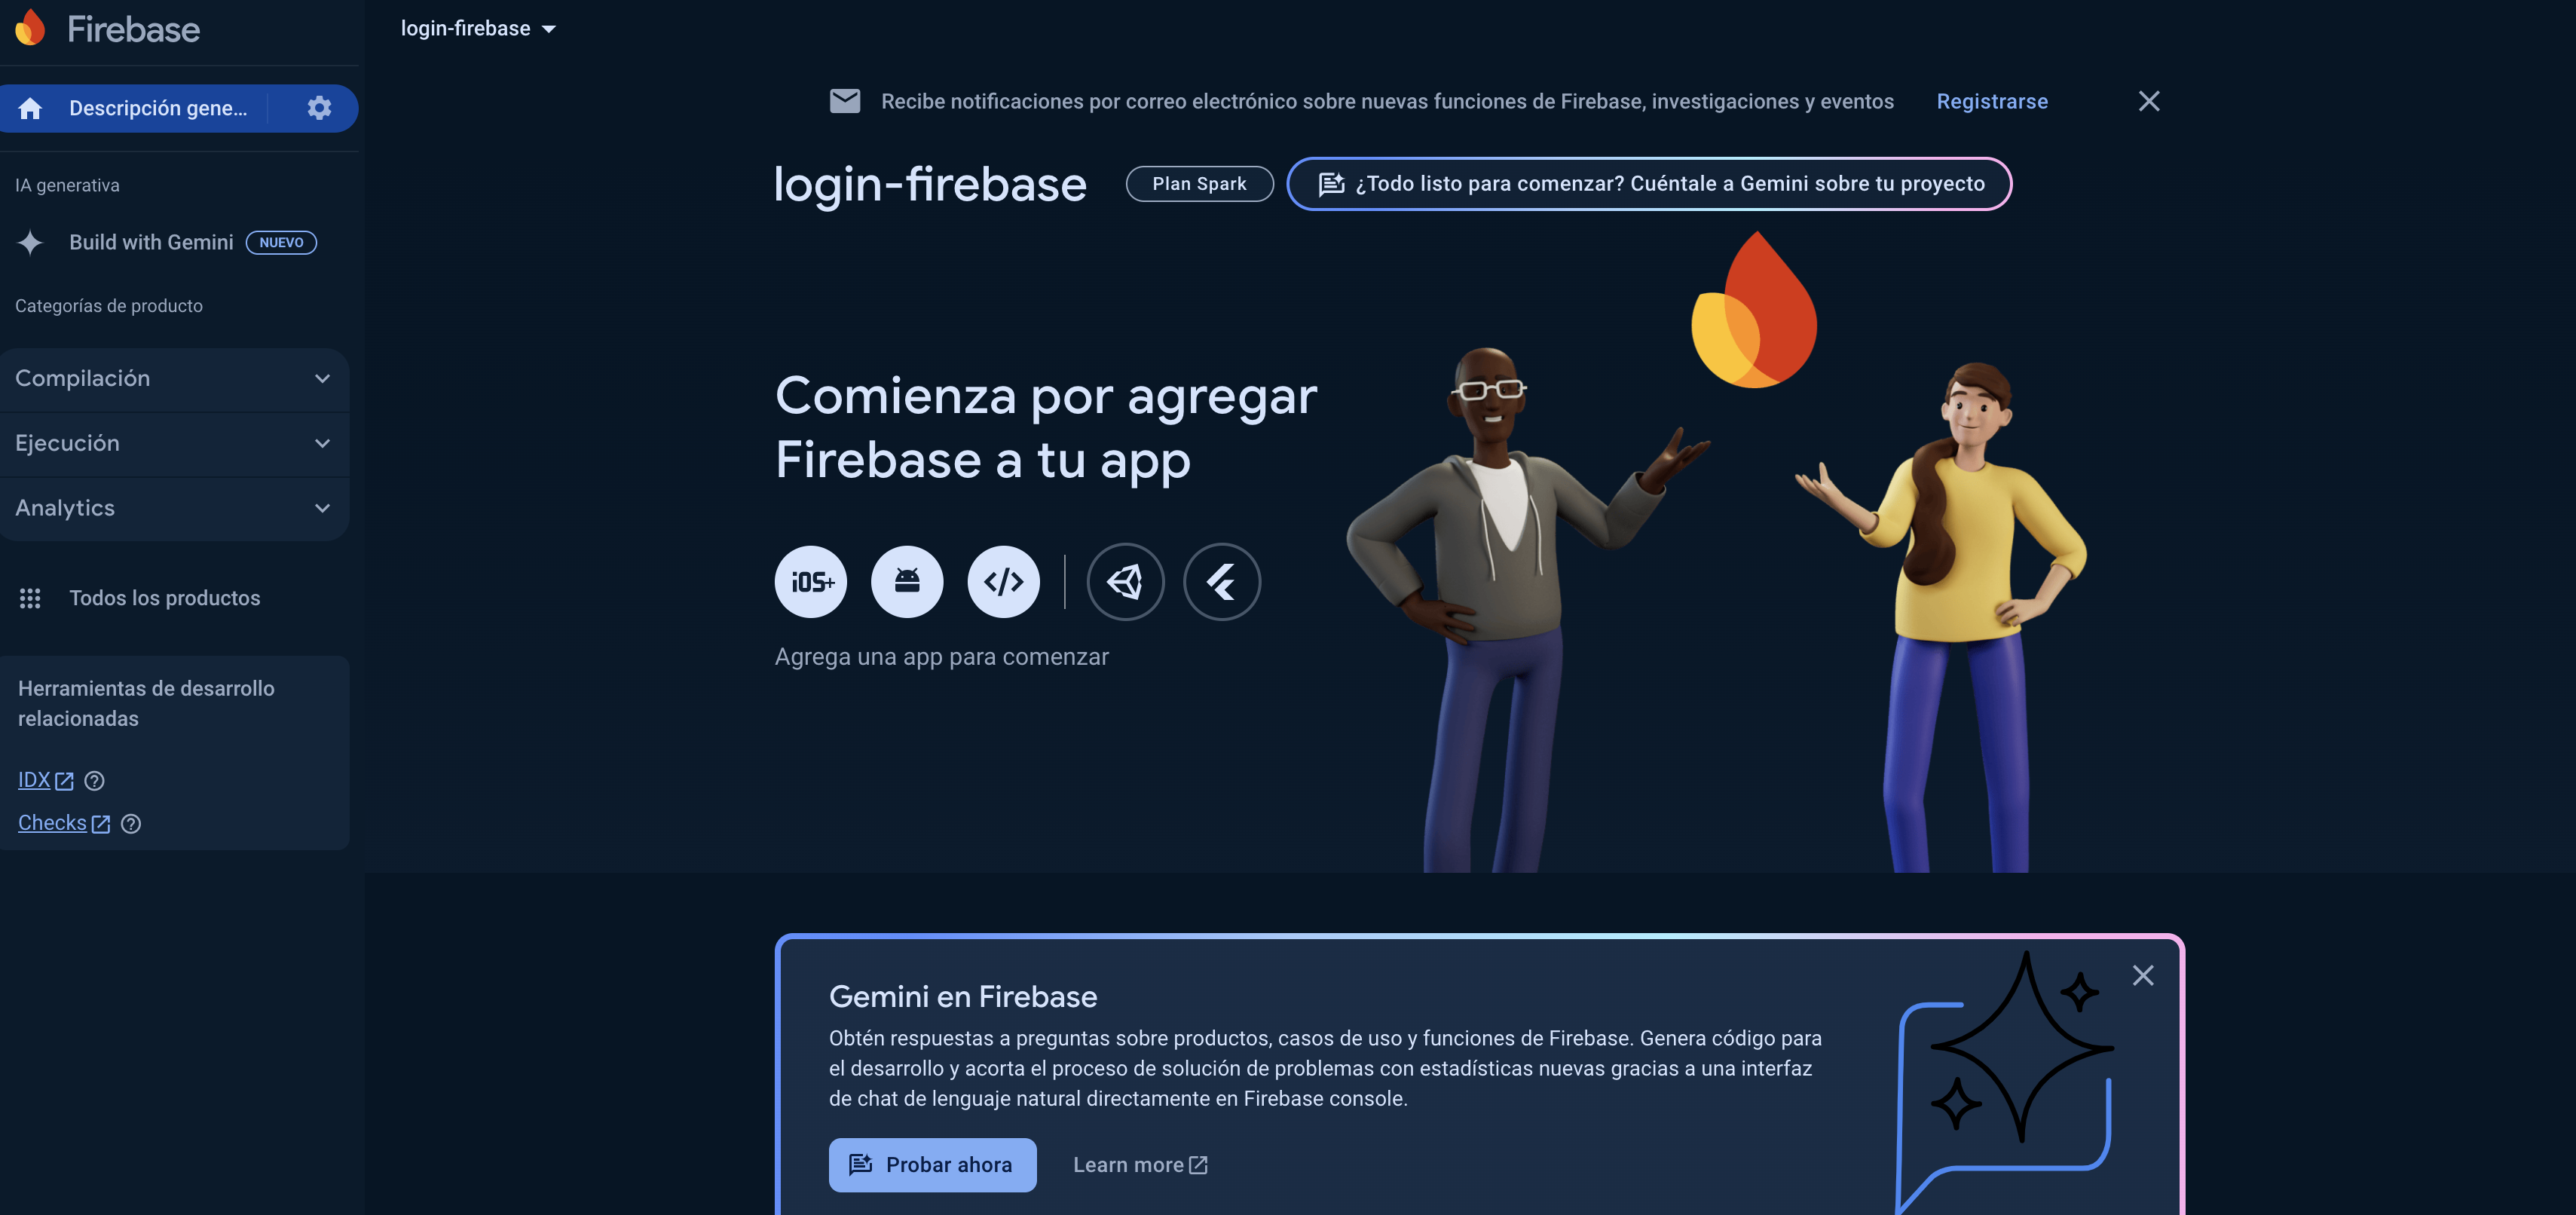 Firebase
login-firebase
Descripción gene...
IA generativa
Build with Gemini NUEVO
Categorías de producto
Compilación
Ejecución
Analytics
Todos los productos
Herramientas de desarrollo
relacionadas
IDX
Checks
Recibe notificaciones por correo electrónico sobre nuevas funciones de Firebase, investigaciones y eventos Registrarse
login-firebase Plan Spark ¿Todo listo para comenzar? Cuéntale a Gemini sobre tu proyecto
Comienza por agregar
Firebase a tu app
iOS+
Agrega una app para comenzar
Gemini en Firebase
Obtén respuestas a preguntas sobre productos, casos de uso y funciones de Firebase. Genera código para
el desarrollo y acorta el proceso de solución de problemas con estadísticas nuevas gracias a una interfaz
de chat de lenguaje natural directamente en Firebase console.
Probar ahora Learn more